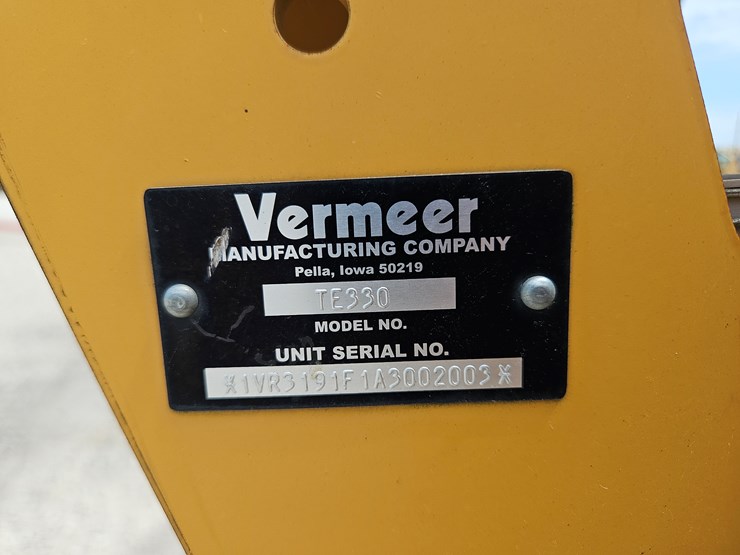 Vermeer
MANUFACTURING COMPANY
Pella, Iowa 50219
TE330
MODEL NO.
UNIT SERIAL NO.
*1VR3191F1A3002003*